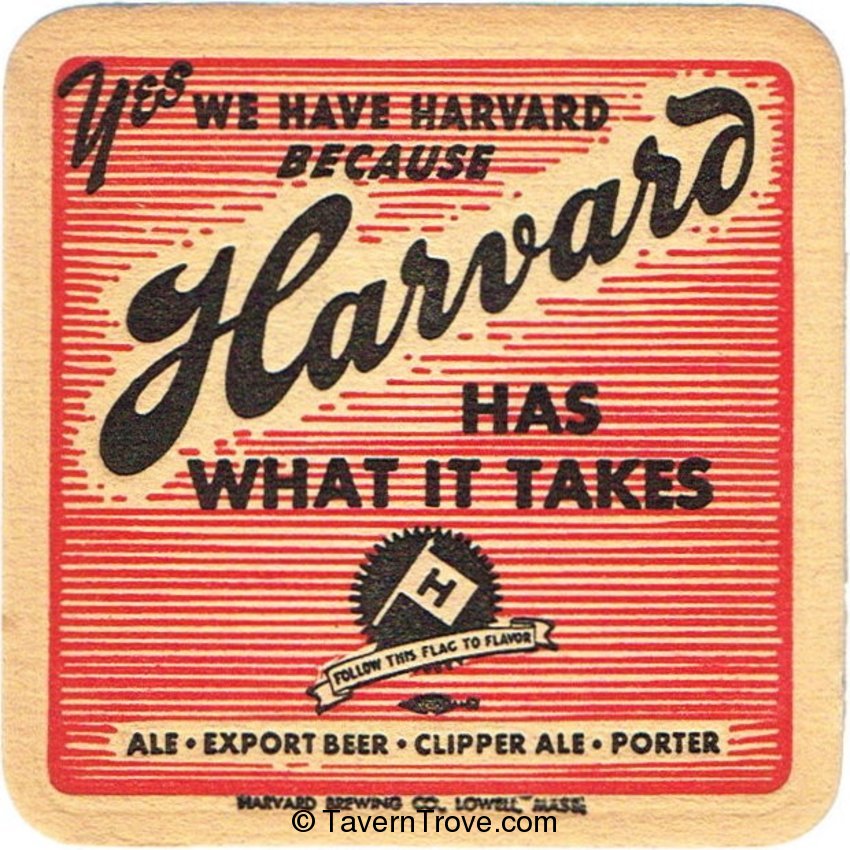 Yes WE HAVE HARVARD
BECAUSE
Harvard
HAS
WHAT IT TAKES
H
FOLLOW THIS FLAG TO FLAVOR
ALE • EXPORT BEER • CLIPPER ALE • PORTER
HARVARD BREWING CO., LOWELL, MASS.
© TavernTrove.com